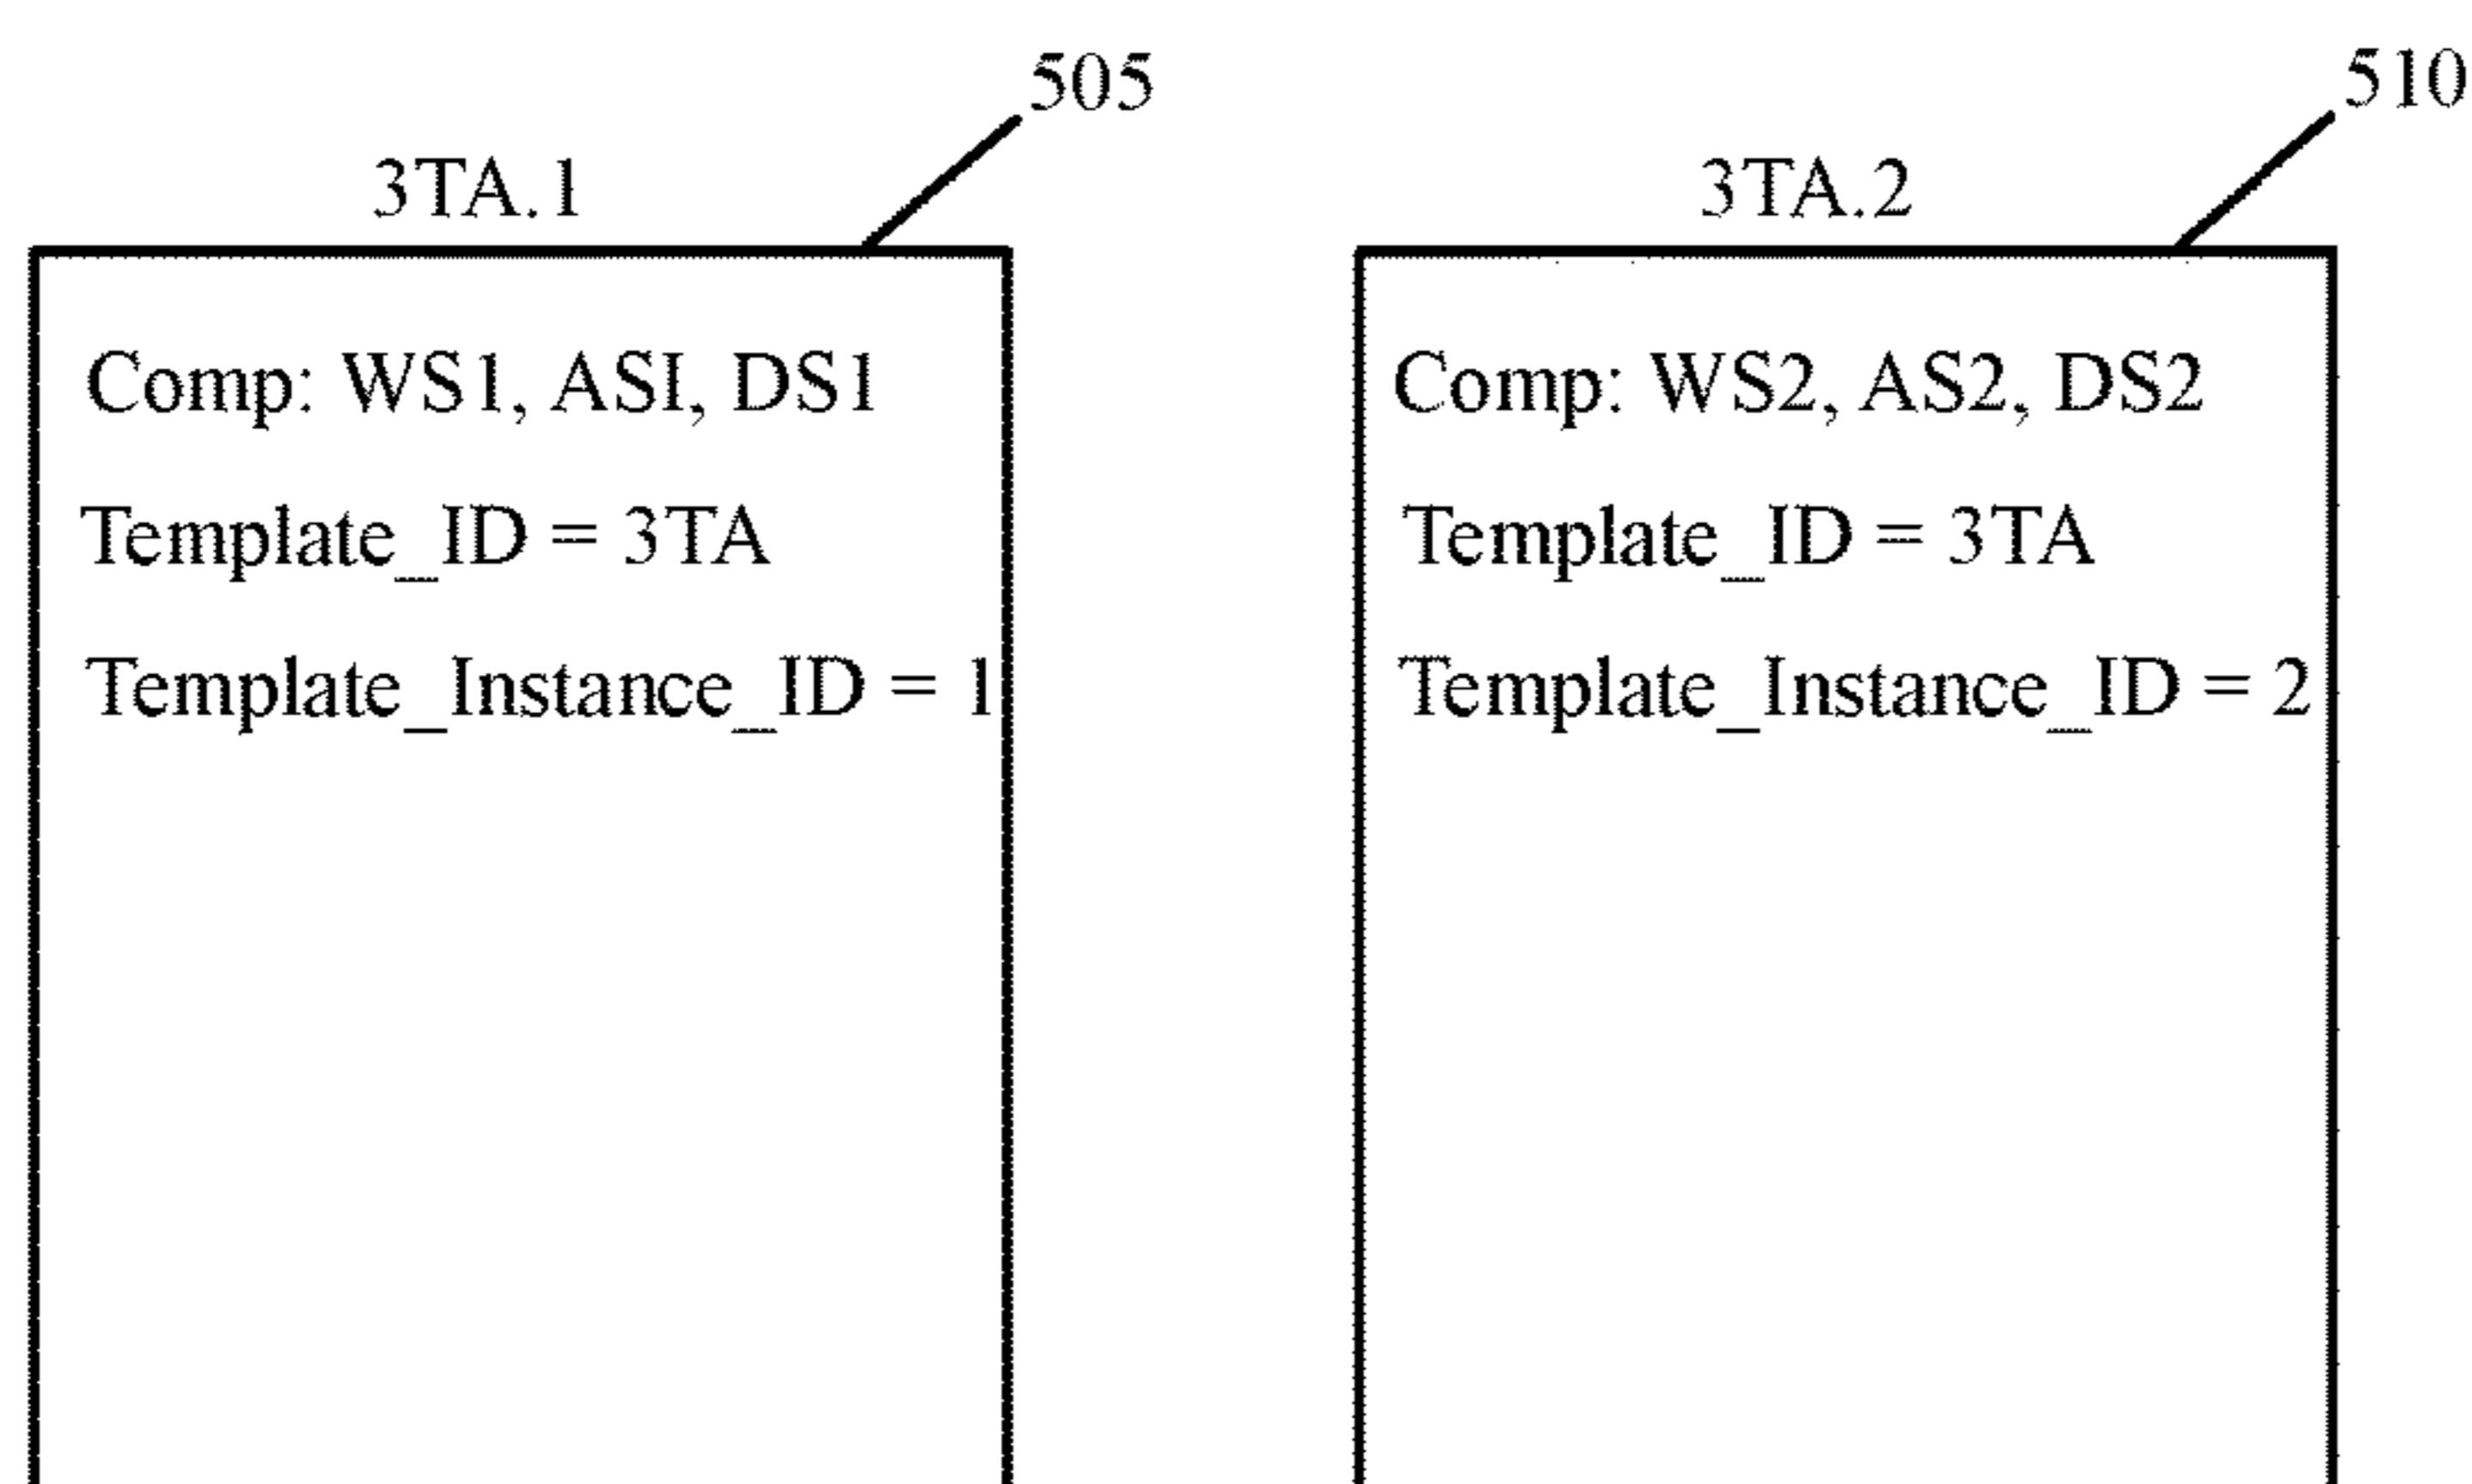 505
3TA.1
Comp: WS1, ASI, DS1
Template_ID = 3TA
Template_Instance_ID = 1
510
3TA.2
Comp: WS2, AS2, DS2
Template_ID = 3TA
Template_Instance_ID = 2